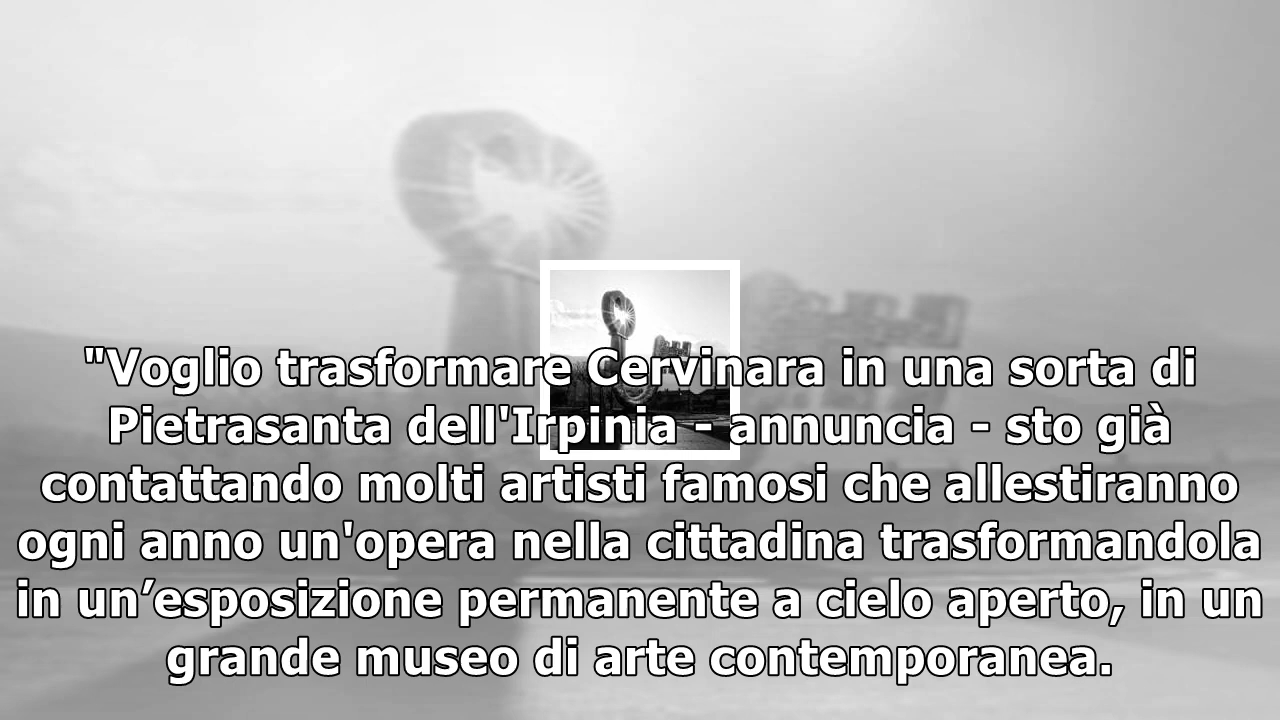 "Voglio trasformare Cervinara in una sorta di
Pietrasanta dell'Irpinia - annuncia - sto già
contattando molti artisti famosi che allestiranno
ogni anno un'opera nella cittadina trasformandola
in un’esposizione permanente a cielo aperto, in un
grande museo di arte contemporanea.